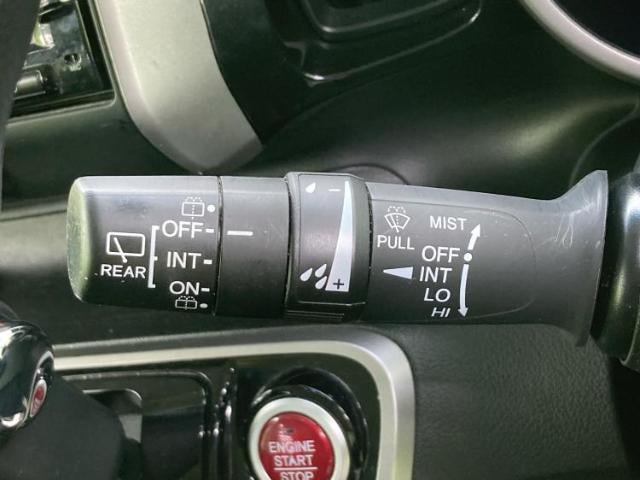 OFF
INT
ON
REAR
- 
+
PULL
MIST
OFF
INT
LO
HI
ENGINE
START
STOP